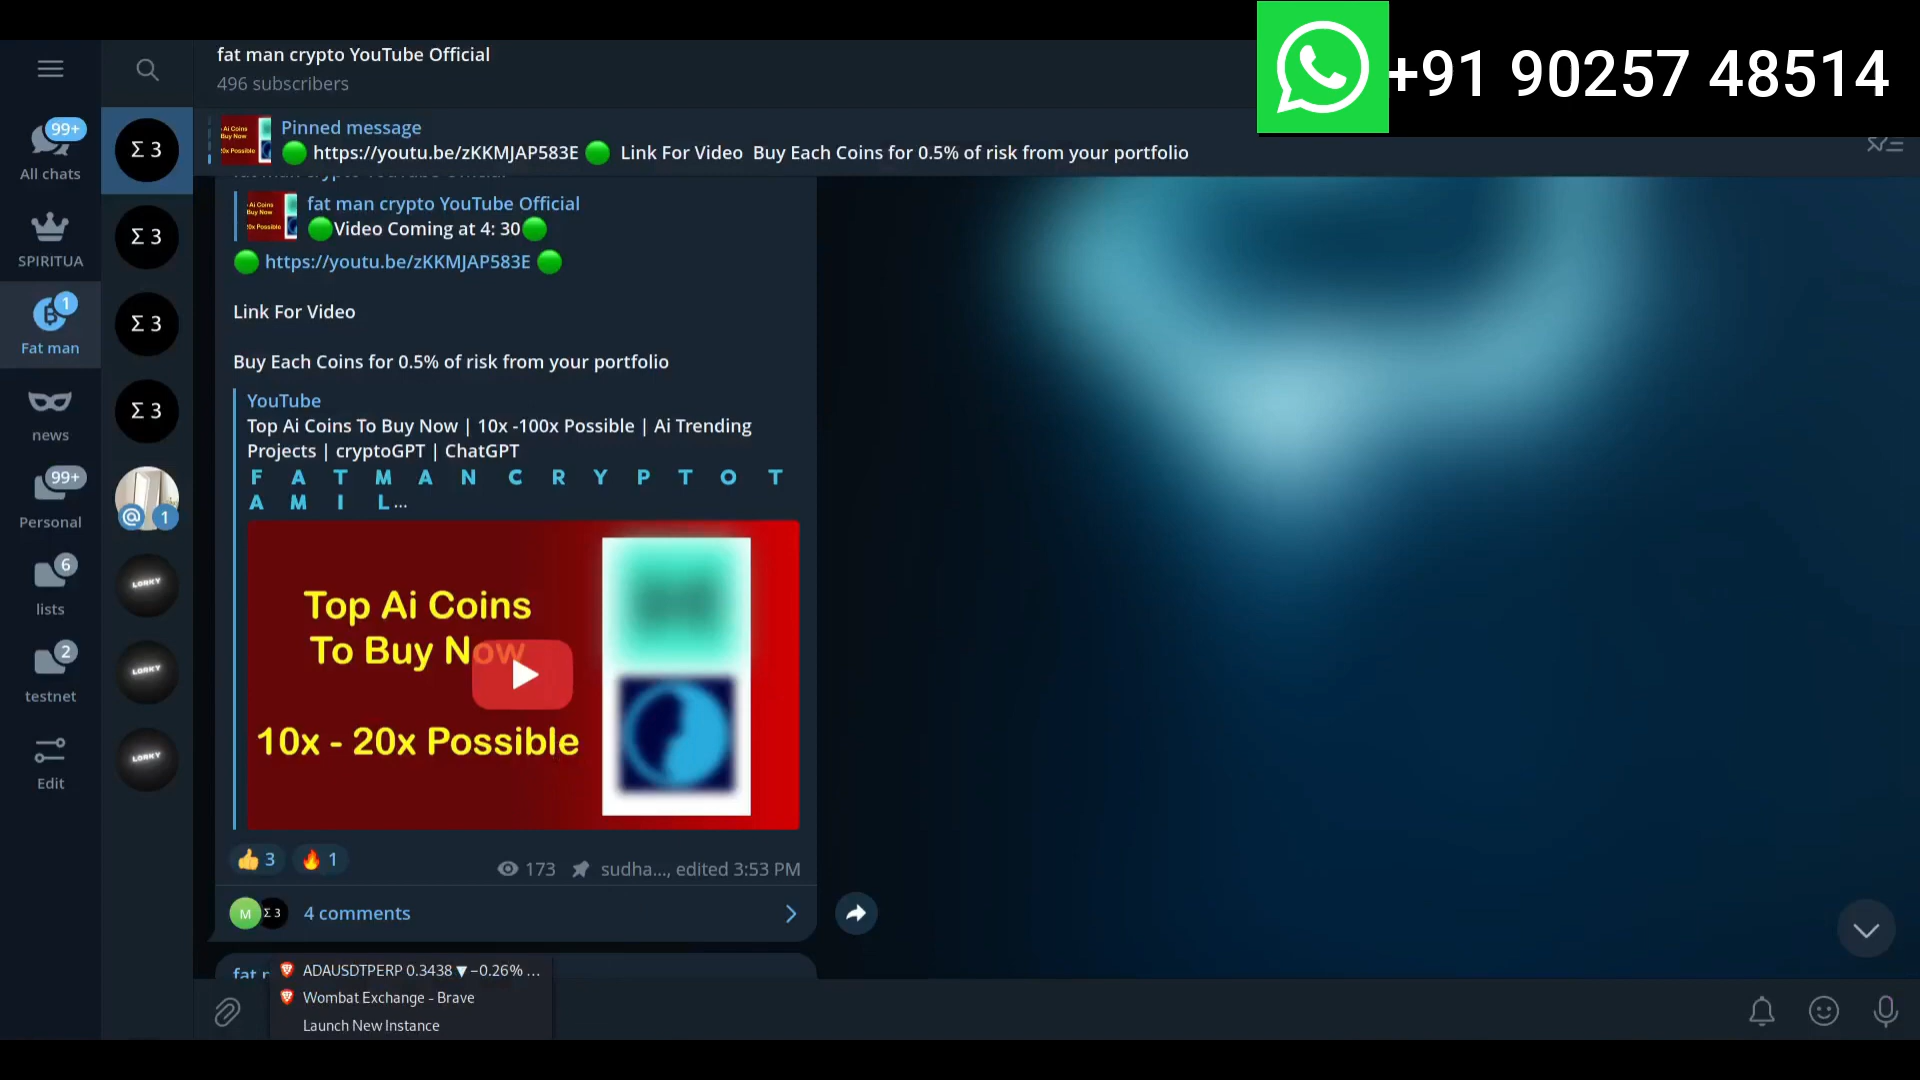 fat man crypto YouTube Official
496 subscribers
+91 90257 48514
Pinned message
https://youtu.be/zKKMJAP583E Link For Video Buy Each Coins for 0.5% of risk from your portfolio
99+
All chats
SPIRITUA
1
Fat man
news
99+
Personal
6
lists
2
testnet
Edit
Σ 3
Σ 3
Σ 3
Σ 3
@ 1
LORKY
LORKY
LORKY
fat man crypto YouTube Official
Video Coming at 4: 30
https://youtu.be/zKKMJAP583E
Link For Video
Buy Each Coins for 0.5% of risk from your portfolio
YouTube
Top Ai Coins To Buy Now | 10x -100x Possible | Ai Trending
Projects | cryptoGPT | ChatGPT
F A T M A N C R Y P T O T
A M I L...
Top Ai Coins
To Buy Now
10x - 20x Possible
3 1
173 sudha..., edited 3:53 PM
M Σ 3 4 comments
ADAUSDTPERP 0.3438 ▼ −0.26% ...
Wombat Exchange - Brave
Launch New Instance